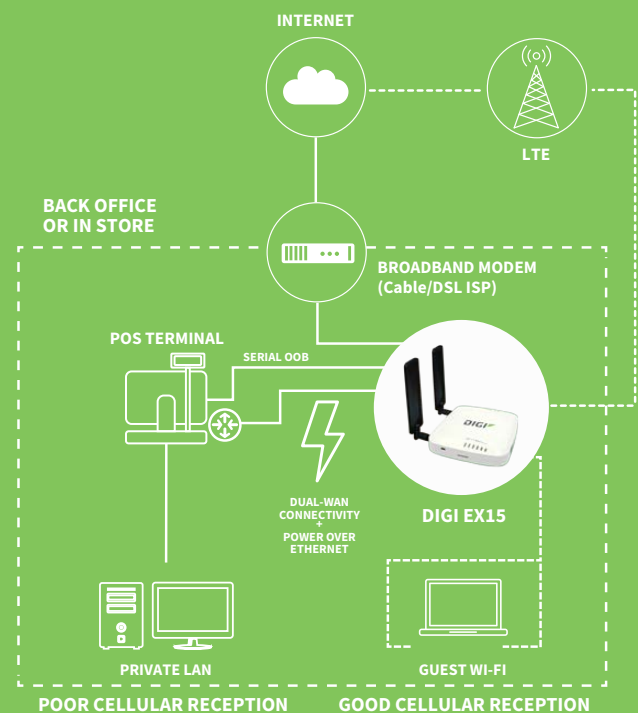 INTERNET
LTE
BACK OFFICE
OR IN STORE
BROADBAND MODEM
(Cable/DSL ISP)
POS TERMINAL
SERIAL OOB
DIGI
DUAL-WAN
CONNECTIVITY
+
POWER OVER
ETHERNET
DIGI EX15
PRIVATE LAN
GUEST WI-FI
POOR CELLULAR RECEPTION
GOOD CELLULAR RECEPTION